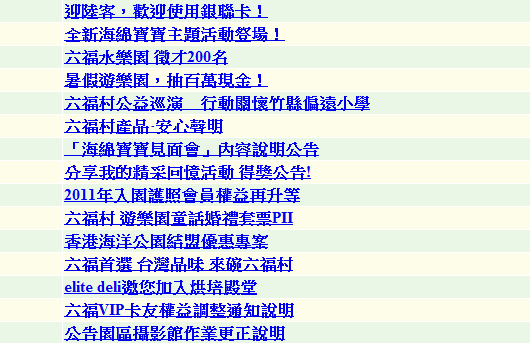 迎陸客，歡迎使用銀聯卡！
全新海綿寶寶主題活動登場！
六福水樂園 徵才200名
暑假遊樂園，抽百萬現金！
六福村公益巡演　行動關懷竹縣偏遠小學
六福村產品-安心聲明
「海綿寶寶見面會」內容說明公告
分享我的精采回憶活動 得獎公告!
2011年入園護照會員權益再升等
六福村 遊樂園童話婚禮套票PII
香港海洋公園結盟優惠專案
六福首選 台灣品味 來碗六福村
elite deli邀您加入烘培殿堂
六福VIP卡友權益調整通知說明
公告園區攝影館作業更正說明